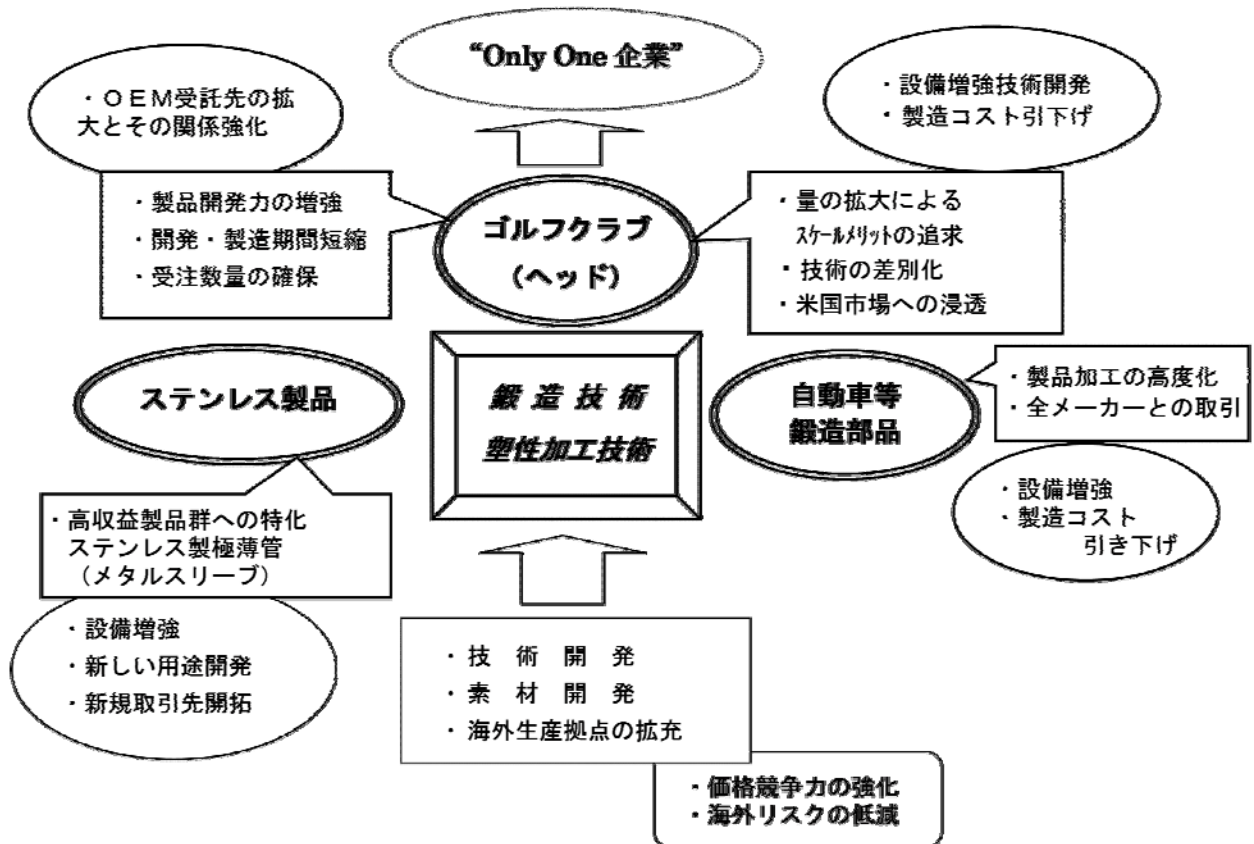 “Only One 企業”
・ＯＥＭ受託先の拡
大とその関係強化
・設備増強技術開発
・製造コスト引下げ
・製品開発力の増強
・開発・製造期間短縮
・受注数量の確保
ゴルフクラブ
（ヘッド）
・量の拡大による
ｽｹｰﾙﾒﾘｯﾄの追求
・技術の差別化
・米国市場への浸透
ステンレス製品
鍛造技術
塑性加工技術
自動車等
鍛造部品
・製品加工の高度化
・全メーカーとの取引
・設備増強
・製造コスト
引き下げ
・高収益製品群への特化
ステンレス製極薄管
（メタルスリーブ）
・設備増強
・新しい用途開発
・新規取引先開拓
・技 術 開 発
・素 材 開 発
・海外生産拠点の拡充
・価格競争力の強化
・海外リスクの低減